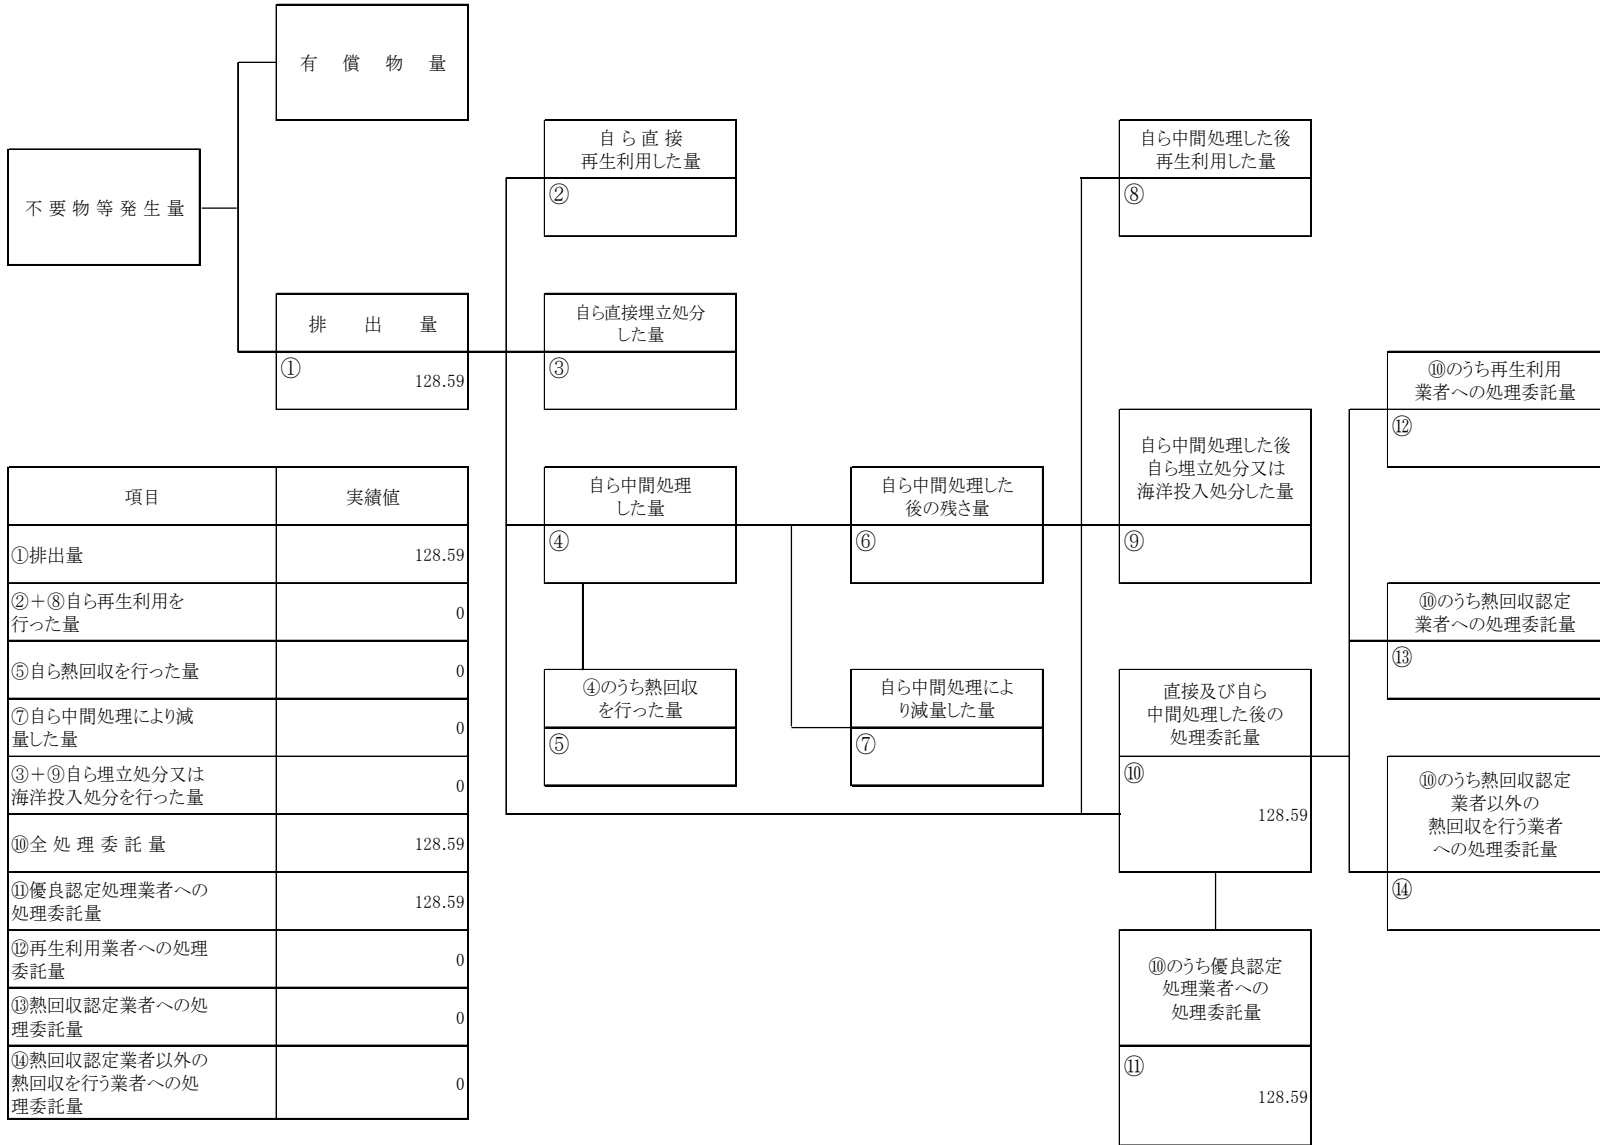 有　償　物　量
自 ら 直 接
再生利用した量
②
自ら中間処理した後
再生利用した量
⑧
不 要 物 等 発 生 量
排　出　量
①
128.59
自ら直接埋立処分
した量
③
⑩のうち再生利用
業者への処理委託量
⑫
自ら中間処理
した量
④
自ら中間処理した
後の残さ量
⑥
自ら中間処理した後
自ら埋立処分又は
海洋投入処分した量
⑨
⑩のうち熱回収認定
業者への処理委託量
⑬
④のうち熱回収
を行った量
⑤
自ら中間処理によ
り減量した量
⑦
直接及び自ら
中間処理した後の
処理委託量
⑩
128.59
⑩のうち熱回収認定
業者以外の
熱回収を行う業者
への処理委託量
⑭
⑩のうち優良認定
処理業者への
処理委託量
⑪
128.59
項目 実績値
①排出量 128.59
②＋⑧自ら再生利用を
行った量 0
⑤自ら熱回収を行った量 0
⑦自ら中間処理により減
量した量 0
③＋⑨自ら埋立処分又は
海洋投入処分を行った量 0
⑩全 処 理 委 託 量 128.59
⑪優良認定処理業者への
処理委託量 128.59
⑫再生利用業者への処理
委託量 0
⑬熱回収認定業者への処
理委託量 0
⑭熱回収認定業者以外の
熱回収を行う業者への処
理委託量 0